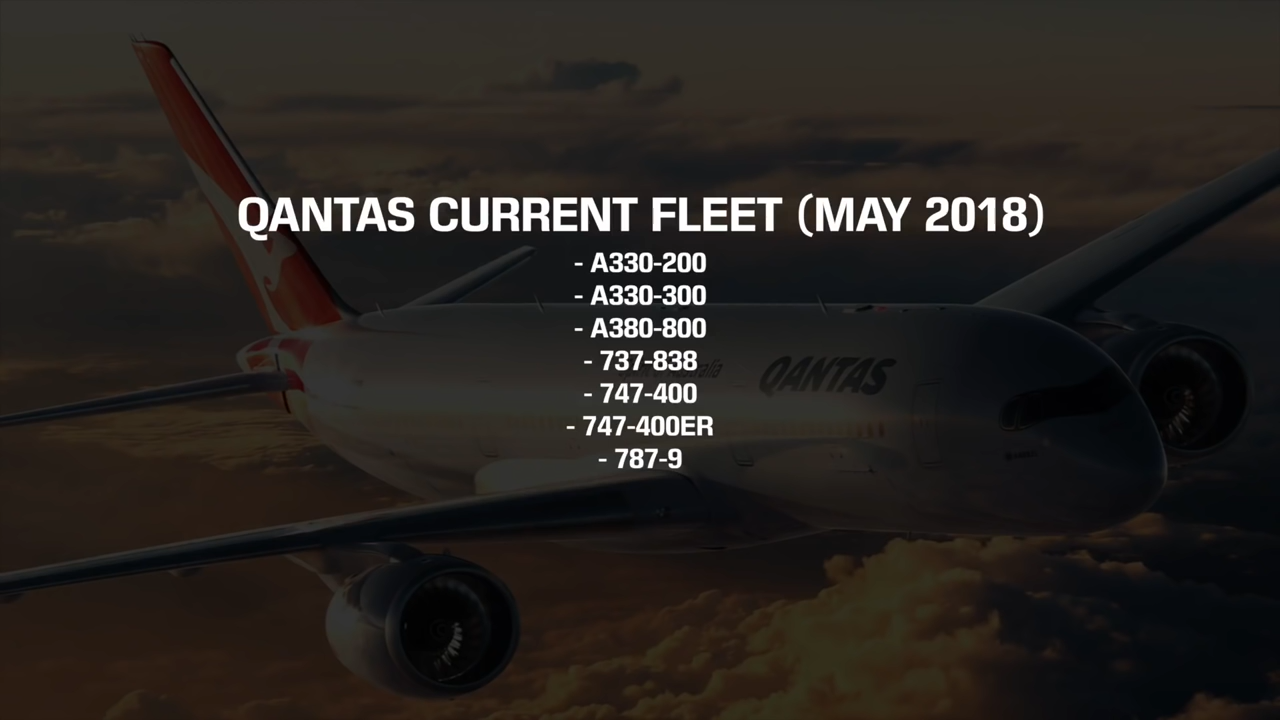 QANTAS CURRENT FLEET (MAY 2018)
- A330-200
- A330-300
- A380-800
- 737-838
- 747-400
- 747-400ER
- 787-9
QANTAS